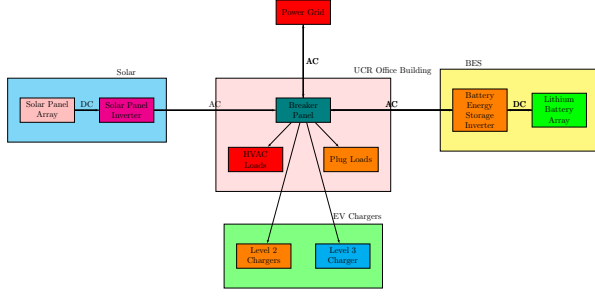 Power Grid
AC
Solar
UCR Office Building
BES
Solar Panel
Array
DC
Solar Panel
Inverter
AC
Breaker
Panel
AC
Battery
Energy
Storage
Inverter
DC
Lithium
Battery
Array
HVAC
Loads
Plug Loads
EV Chargers
Level 2
Chargers
Level 3
Charger